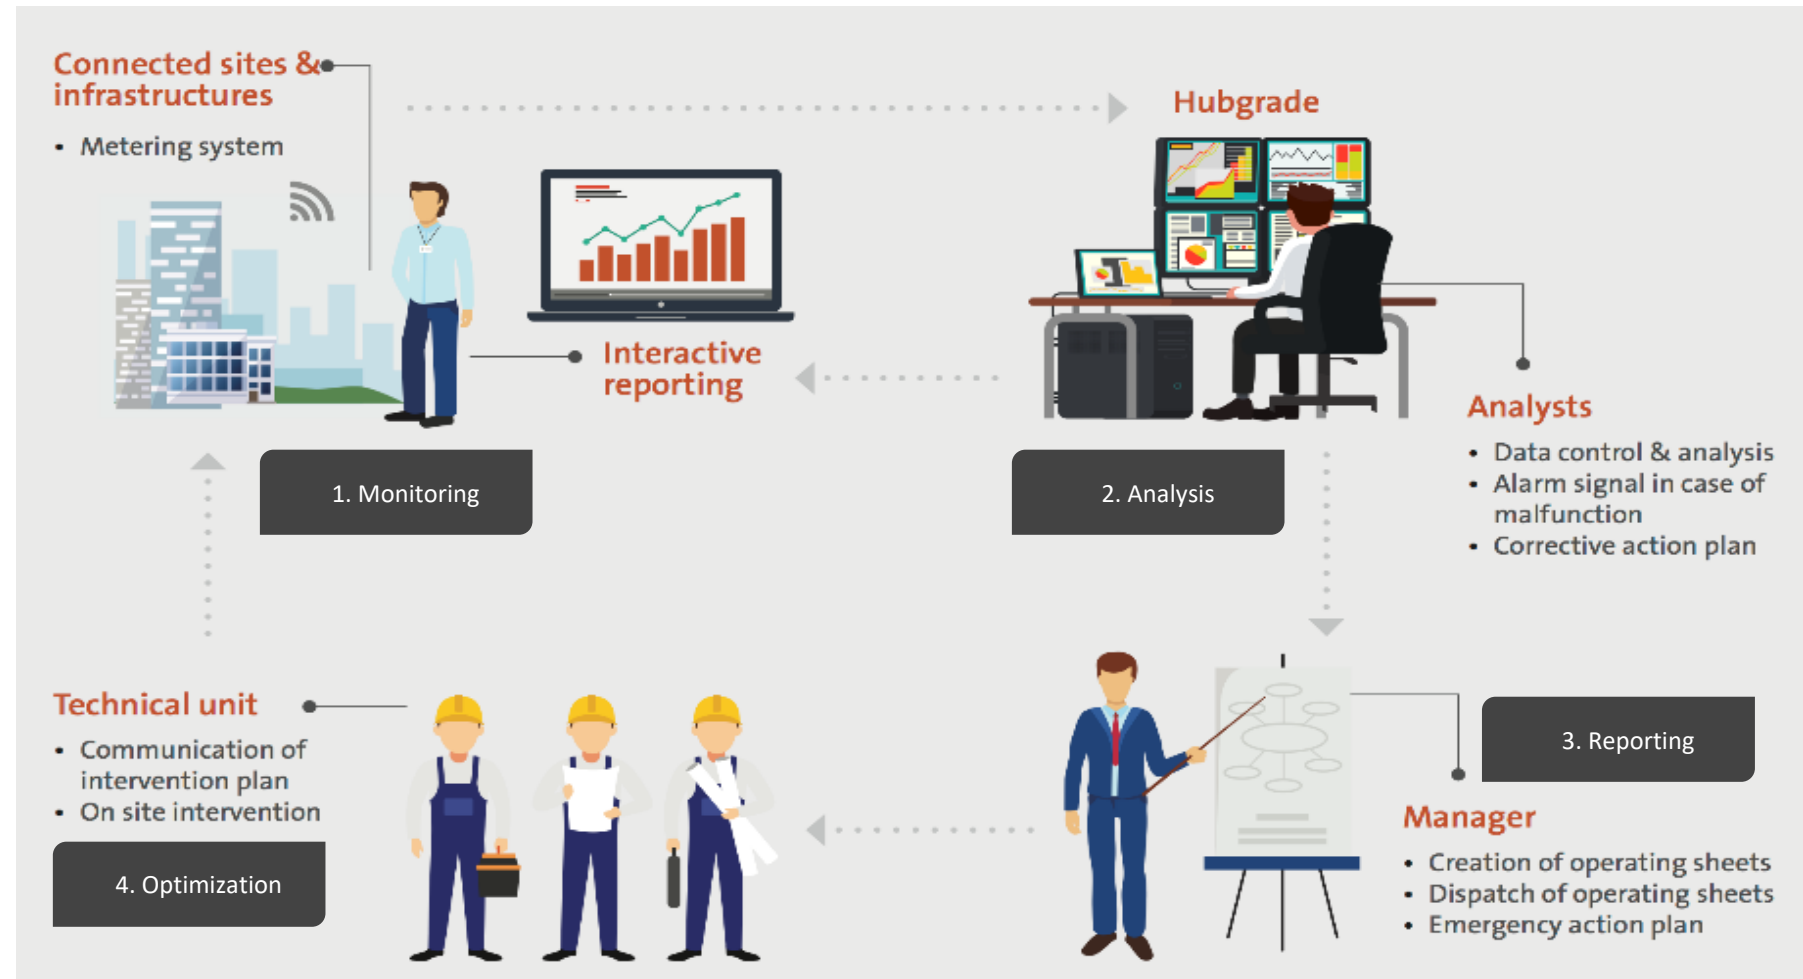 Connected sites &
infrastructures
• Metering system
Hubgrade
Interactive
reporting
1. Monitoring
2. Analysis
Analysts
• Data control & analysis
• Alarm signal in case of
malfunction
• Corrective action plan
3. Reporting
Manager
• Creation of operating sheets
• Dispatch of operating sheets
• Emergency action plan
Technical unit
• Communication of
intervention plan
• On site intervention
4. Optimization